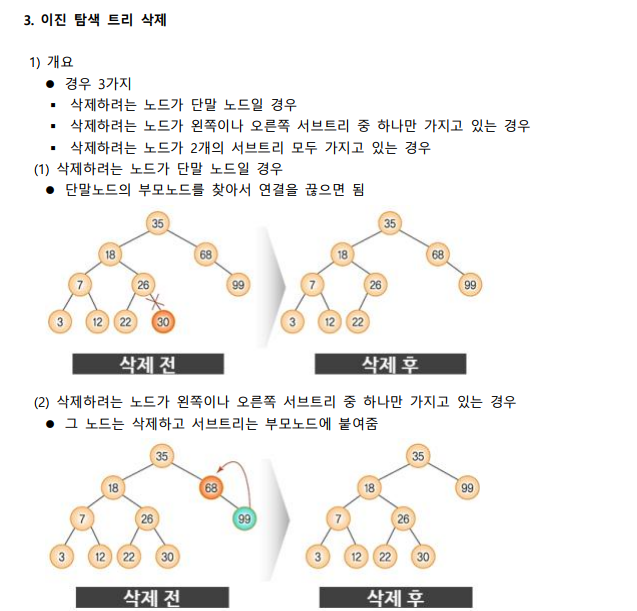 3. 이진 탐색 트리 삭제
1) 개요
● 경우 3가지
▪ 삭제하려는 노드가 단말 노드일 경우
▪ 삭제하려는 노드가 왼쪽이나 오른쪽 서브트리 중 하나만 가지고 있는 경우
▪ 삭제하려는 노드가 2개의 서브트리 모두 가지고 있는 경우
(1) 삭제하려는 노드가 단말 노드일 경우
● 단말노드의 부모노드를 찾아서 연결을 끊으면 됨
35
18 68
7 26 99
3 12 22 30
삭제 전
35
18 68
7 26 99
3 12 22
삭제 후
(2) 삭제하려는 노드가 왼쪽이나 오른쪽 서브트리 중 하나만 가지고 있는 경우
● 그 노드는 삭제하고 서브트리는 부모노드에 붙여줌
35
18 68
7 26 99
3 12 22 30
삭제 전
35
18 99
7 26
3 12 22 30
삭제 후